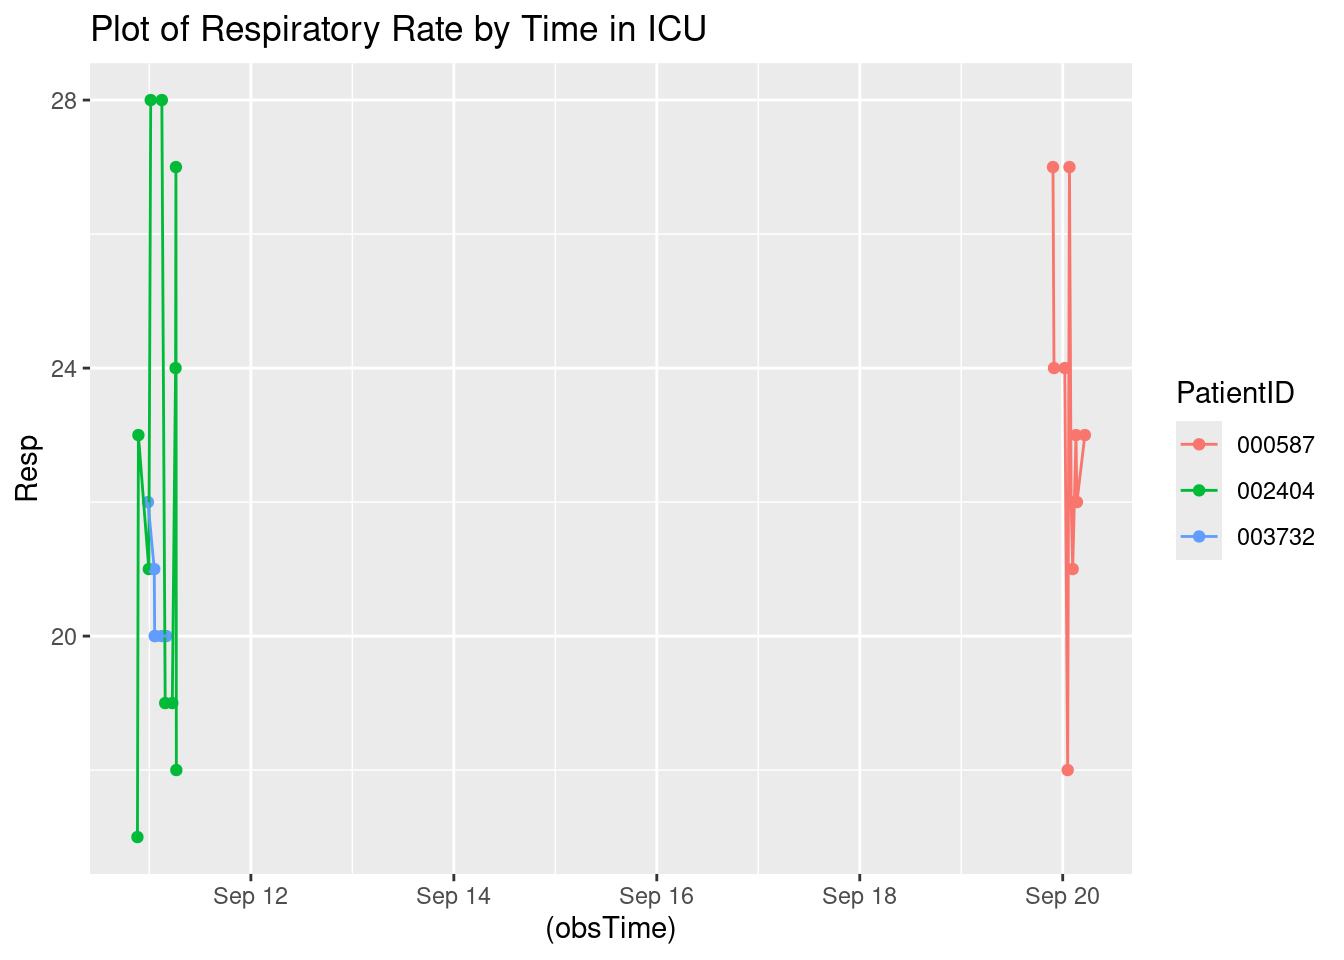 Plot of Respiratory Rate by Time in ICU
28
24
20
Resp
Sep 12
Sep 14
Sep 16
Sep 18
Sep 20
(obsTime)
PatientID
000587
002404
003732